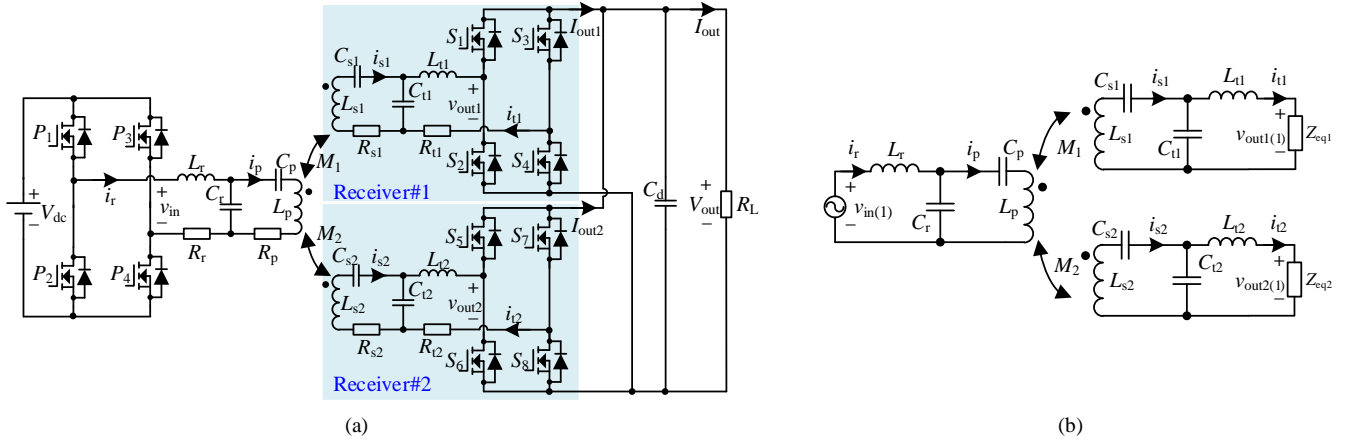 P1
P3
P2
P4
+
Vdc
−
ir
+
vin
−
Lr
Cr
ip
Cp
Lp
Rr
Rp
M1
M2
Cs1
is1
Lt1
Ls1
Ct1
+
vout1
−
it1
Rs1
Rt1
S1
S3
S2
S4
Receiver#1
Iout1
Iout
Cs2
is2
Lt2
Ls2
Ct2
+
vout2
−
it2
Rs2
Rt2
S5
S7
S6
S8
Receiver#2
Iout2
Cd
+
Vout
−
RL
(a)
ir
Lr
+
vin(1)
−
Cr
ip
Cp
Lp
M1
M2
Cs1
is1
Lt1
it1
Ls1
Ct1
+
vout1(1)
−
Zeq1
Cs2
is2
Lt2
it2
Ls2
Ct2
+
vout2(1)
−
Zeq2
(b)